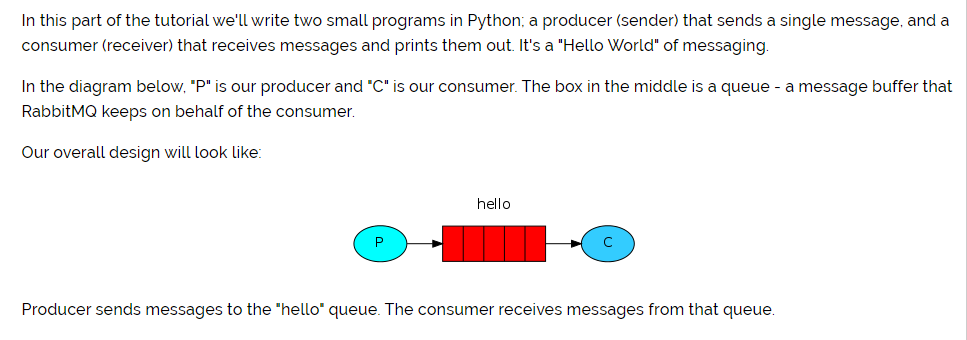 In this part of the tutorial we'll write two small programs in Python; a producer (sender) that sends a single message, and a
consumer (receiver) that receives messages and prints them out. It's a "Hello World" of messaging.
In the diagram below, "P" is our producer and "C" is our consumer. The box in the middle is a queue - a message buffer that
RabbitMQ keeps on behalf of the consumer.
Our overall design will look like:
hello
P
C
Producer sends messages to the "hello" queue. The consumer receives messages from that queue.